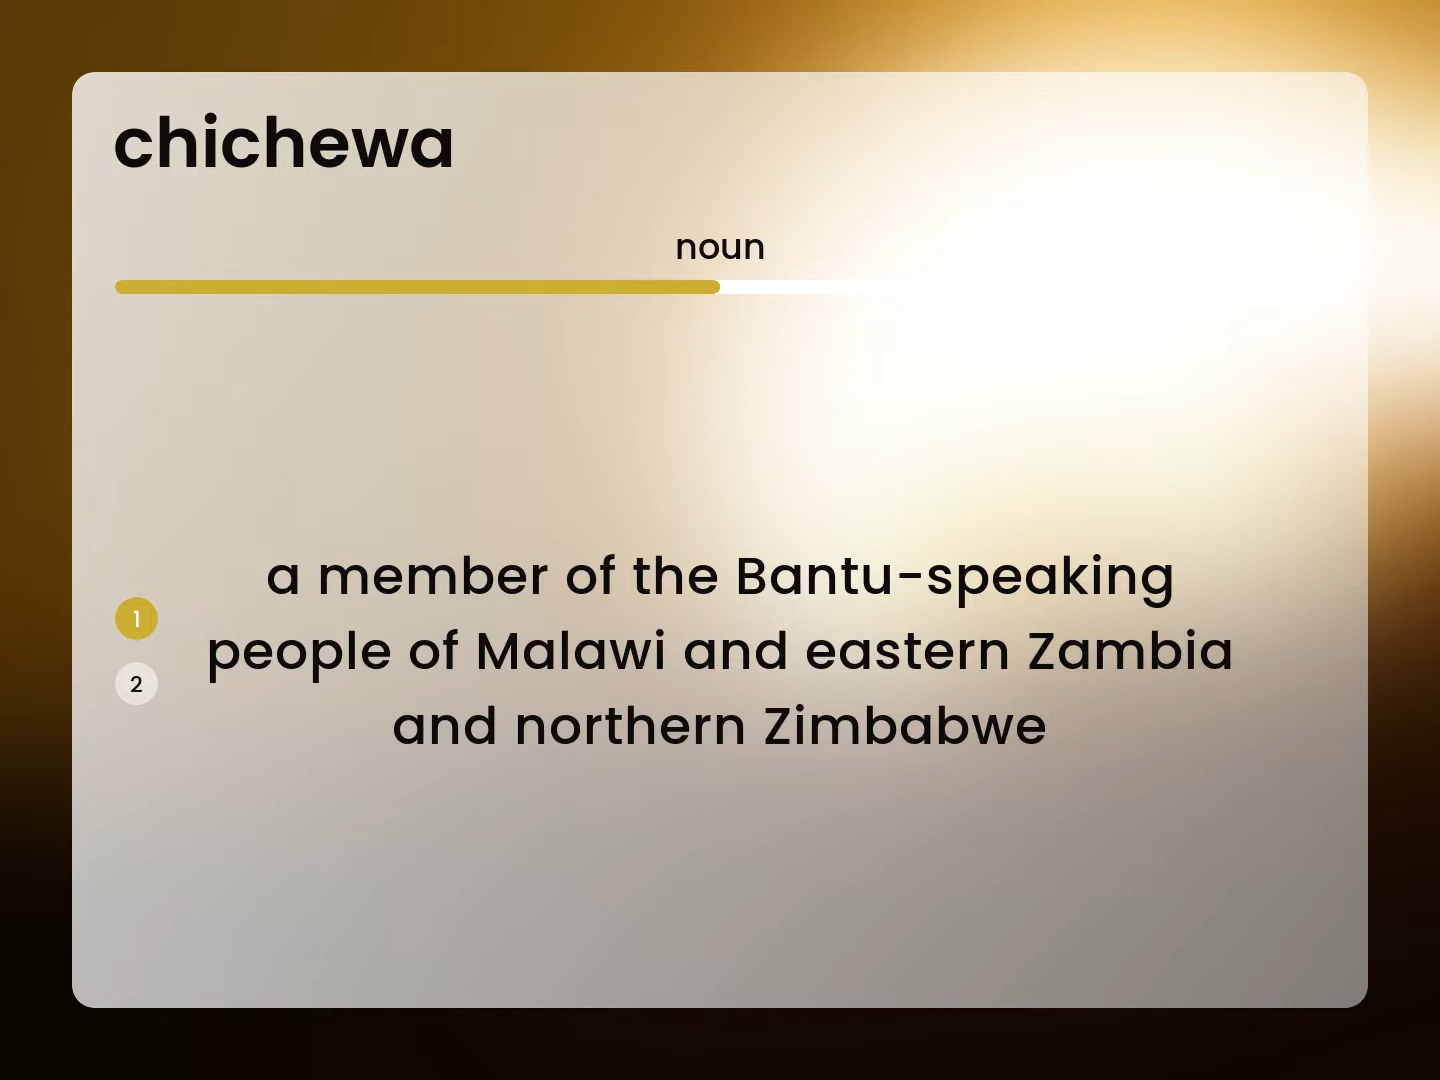 chichewa
noun
1
2
a member of the Bantu-speaking
people of Malawi and eastern Zambia
and northern Zimbabwe